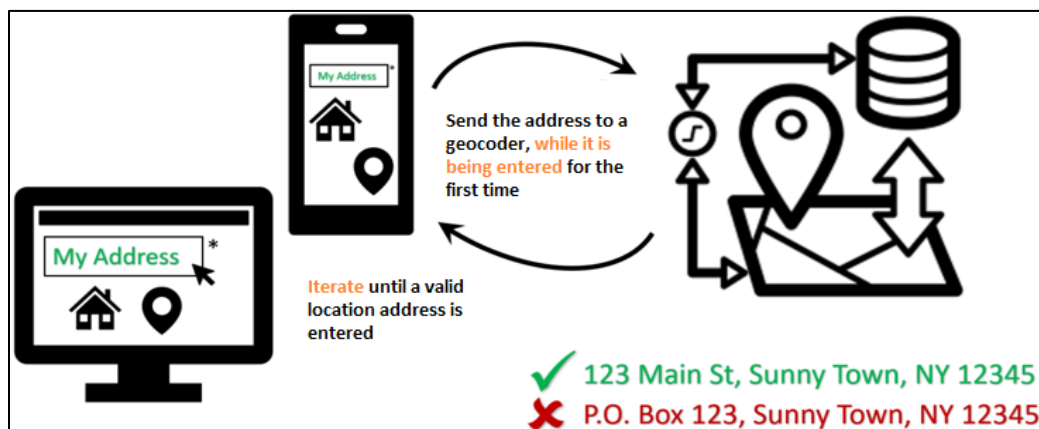 My Address *
Send the address to a
geocoder, while it is
being entered for the
first time
My Address *
Iterate until a valid
location address is
entered
123 Main St, Sunny Town, NY 12345
P.O. Box 123, Sunny Town, NY 12345